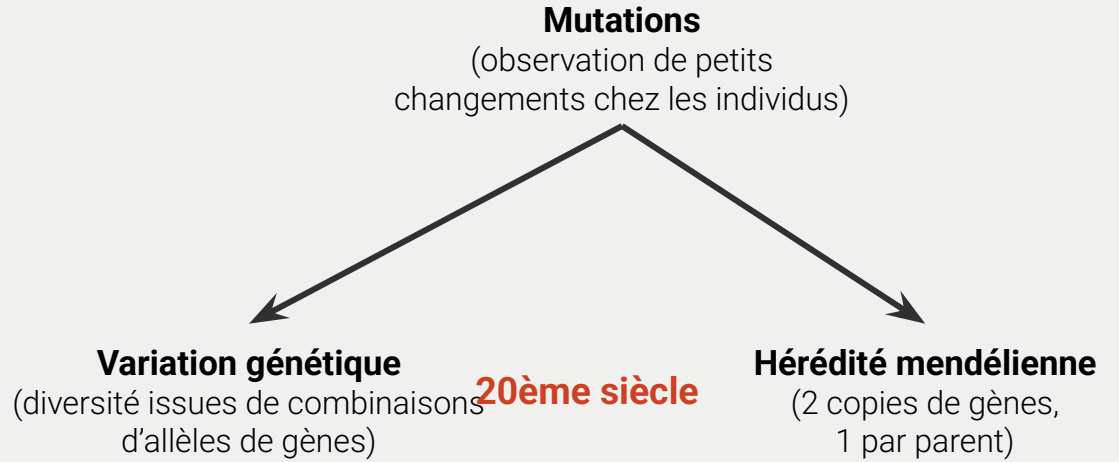 Mutations
(observation de petits
changements chez les individus)
Variation génétique
(diversité issues de combinaisons
d'allèles de gènes)
20ème siècle
Hérédité mendélienne
(2 copies de gènes,
1 par parent)